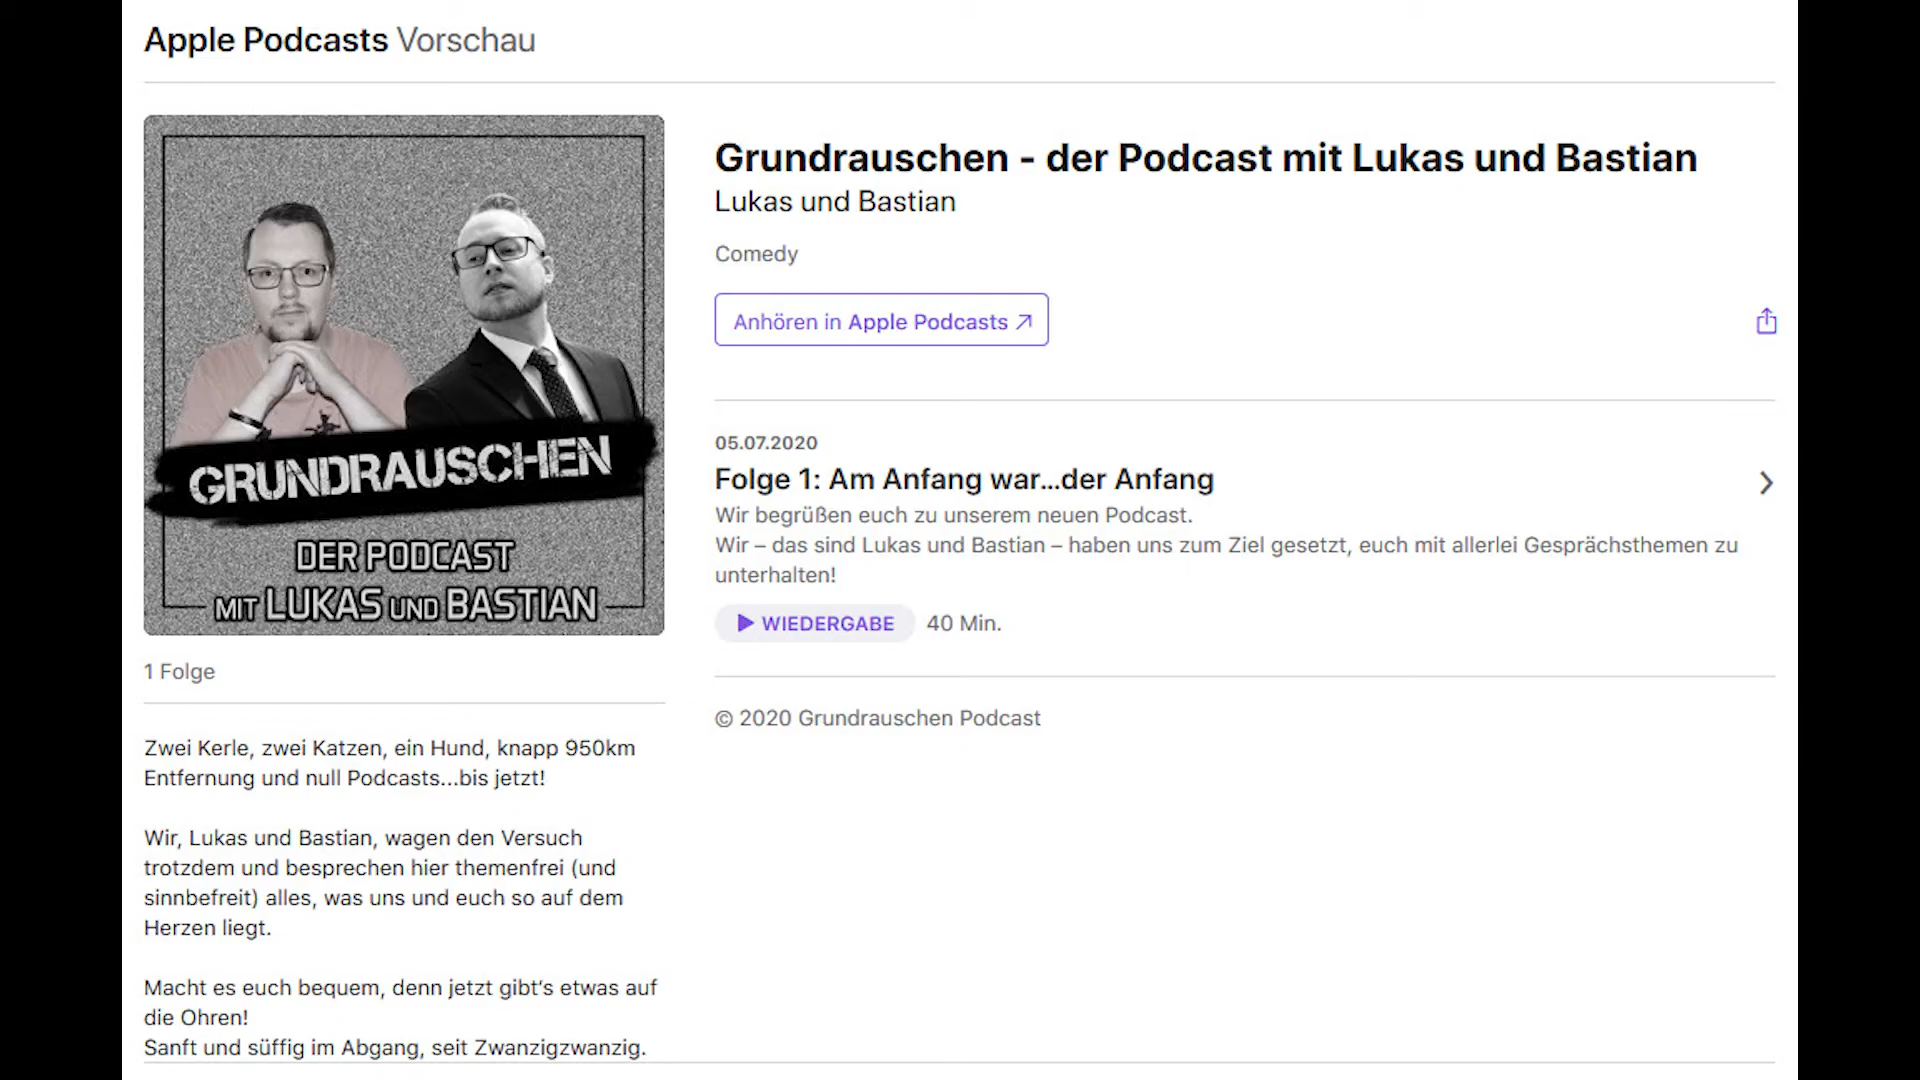 Apple Podcasts Vorschau
GRUNDRAUSCHEN
DER PODCAST
MIT LUKAS UND BASTIAN
1 Folge
Zwei Kerle, zwei Katzen, ein Hund, knapp 950km
Entfernung und null Podcasts...bis jetzt!
Wir, Lukas und Bastian, wagen den Versuch
trotzdem und besprechen hier themenfrei (und
sinnbefreit) alles, was uns und euch so auf dem
Herzen liegt.
Macht es euch bequem, denn jetzt gibt‘s etwas auf
die Ohren!
Sanft und süffig im Abgang, seit Zwanzigzwanzig.
Grundrauschen - der Podcast mit Lukas und Bastian
Lukas und Bastian
Comedy
Anhören in Apple Podcasts ↗
05.07.2020
Folge 1: Am Anfang war...der Anfang
Wir begrüßen euch zu unserem neuen Podcast.
Wir – das sind Lukas und Bastian – haben uns zum Ziel gesetzt, euch mit allerlei Gesprächsthemen zu
unterhalten!
WIEDERGABE 40 Min.
© 2020 Grundrauschen Podcast